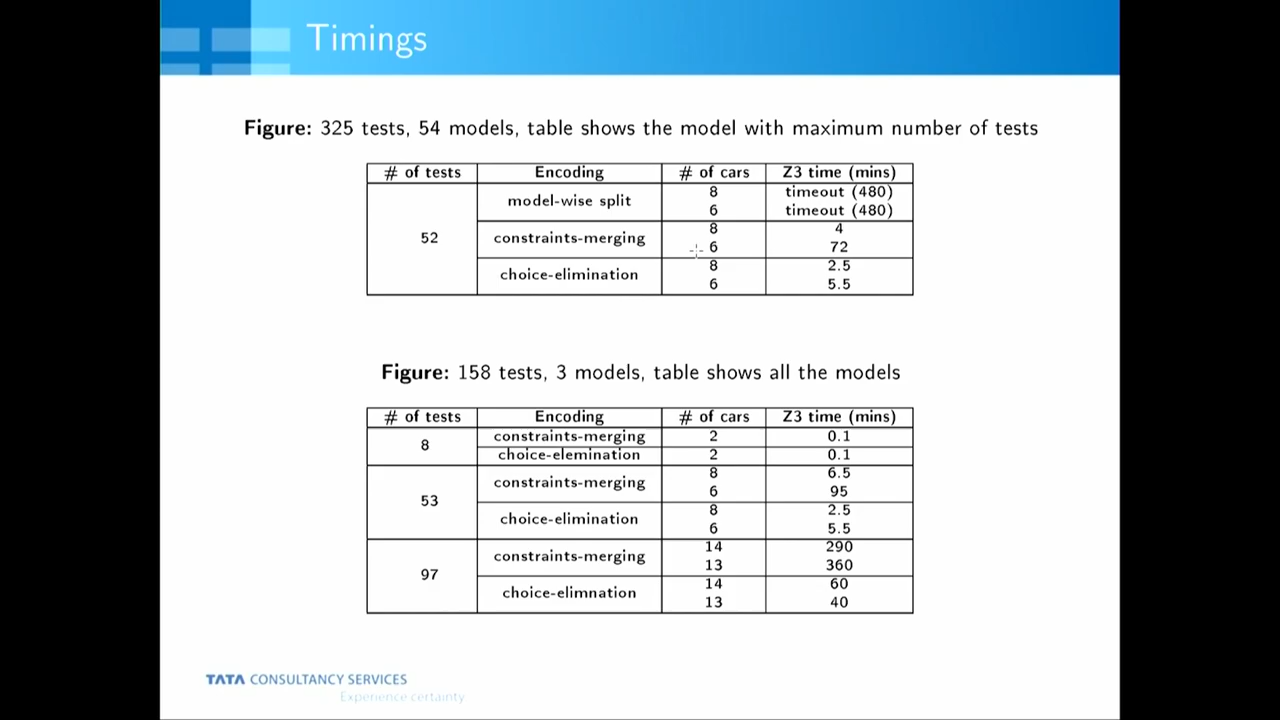 Timings
Figure: 325 tests, 54 models, table shows the model with maximum number of tests
# of tests Encoding # of cars Z3 time (mins)
52 model-wise split 8 timeout (480)
6 timeout (480)
constraints-merging 8 4
6 72
choice-elimination 8 2.5
6 5.5
Figure: 158 tests, 3 models, table shows all the models
# of tests Encoding # of cars Z3 time (mins)
8 constraints-merging 2 0.1
choice-elemination 2 0.1
53 constraints-merging 8 6.5
6 95
choice-elimination 8 2.5
6 5.5
97 constraints-merging 14 290
13 360
choice-elimnation 14 60
13 40
TATA CONSULTANCY SERVICES
Experience certainty